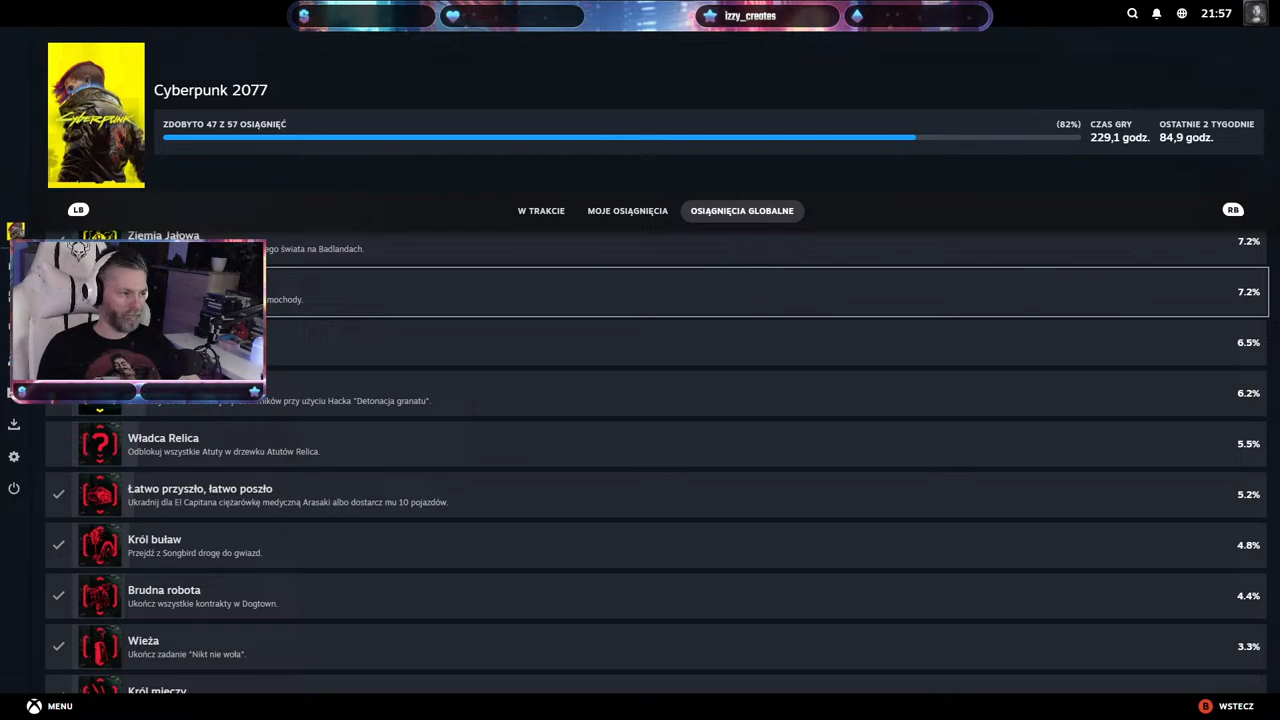 izzy_creates
21:57
CYBERPUNK
Cyberpunk 2077
ZDOBYTO 47 Z 57 OSIĄGNIĘĆ
(82%)
CZAS GRY
229,1 godz.
OSTATNIE 2 TYGODNIE
84,9 godz.
LB
W TRAKCIE
MOJE OSIĄGNIĘCIA
OSIĄGNIĘCIA GLOBALNE
RB
Ziemia Jałowa
ego świata na Badlandach.
7.2%
mochody.
7.2%
6.5%
ików przy użyciu Hacka "Detonacja granatu".
6.2%
Władca Relica
Odblokuj wszystkie Atuty w drzewku Atutów Relica.
5.5%
Łatwo przyszło, łatwo poszło
Ukradnij dla El Capitana ciężarówkę medyczną Arasaki albo dostarcz mu 10 pojazdów.
5.2%
Król buław
Przejdź z Songbird drogę do gwiazd.
4.8%
Brudna robota
Ukończ wszystkie kontrakty w Dogtown.
4.4%
Wieża
Ukończ zadanie "Nikt nie woła".
3.3%
Król mieczy
MENU
B WSTECZ